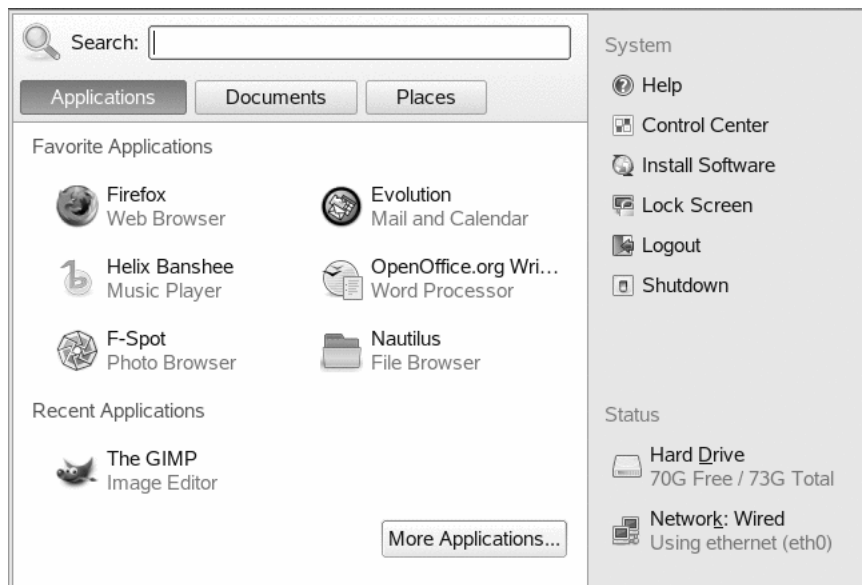 Search:
Applications
Documents
Places
Favorite Applications
Firefox
Web Browser
Evolution
Mail and Calendar
Helix Banshee
Music Player
OpenOffice.org Wri...
Word Processor
F-Spot
Photo Browser
Nautilus
File Browser
Recent Applications
The GIMP
Image Editor
More Applications...
System
Help
Control Center
Install Software
Lock Screen
Logout
Shutdown
Status
Hard Drive
70G Free / 73G Total
Network: Wired
Using ethernet (eth0)